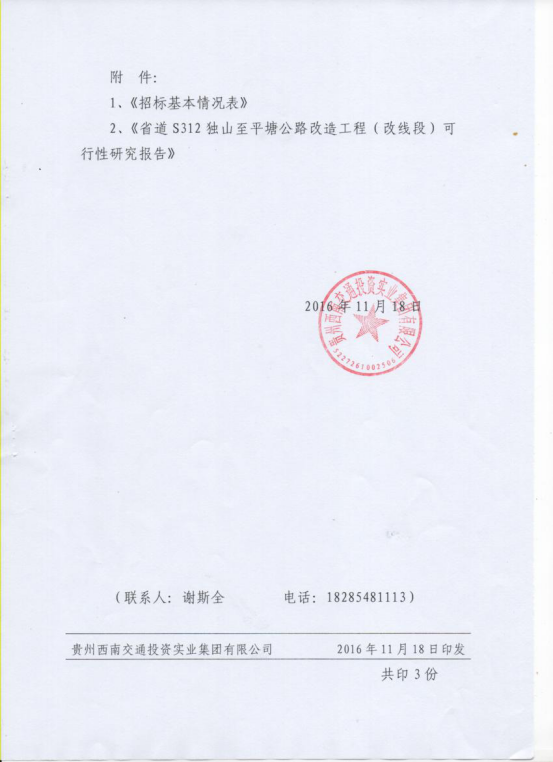 附 件：
1、《招标基本情况表》
2、《省道 S312 独山至平塘公路改造工程（改线段）可
行性研究报告》
贵州西南交通投资实业集团有限公司
2016 年 11 月 18 日
（联系人：谢斯全 电话：18285481113）
贵州西南交通投资实业集团有限公司 2016 年 11 月 18 日印发
共印 3 份